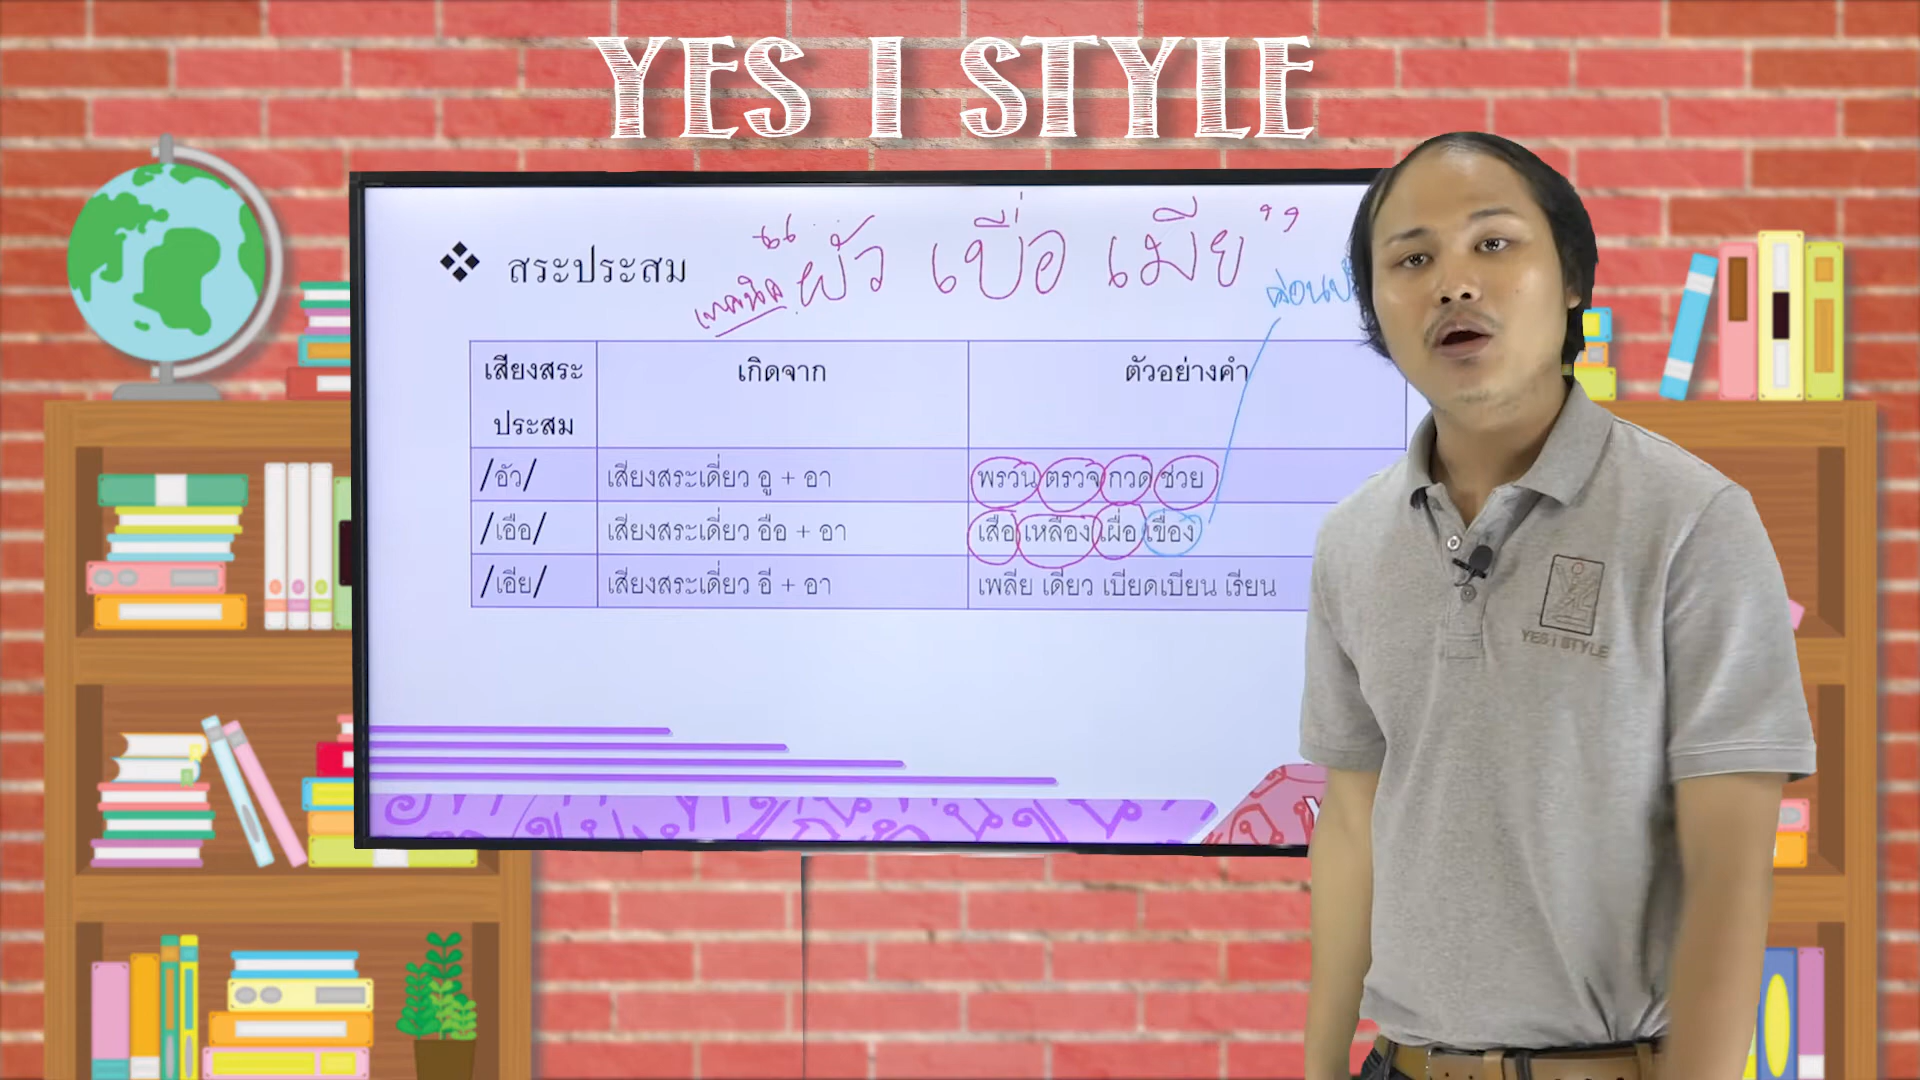 YES I STYLE
❖ สระประสม
เทคนิค "ผัว เบื่อ เมีย"
เสียงสระ
ประสม
เกิดจาก
ตัวอย่างคำ
/อัว/ เสียงสระเดี่ยว อู + อา พรวน ตรวจ กวด ช่วย
/เอือ/ เสียงสระเดี่ยว อือ + อา เสือ เหลือง เผื่อ เขื่อง
/เอีย/ เสียงสระเดี่ยว อี + อา เพลีย เดียว เบียดเบียน เรียน
YES I STYLE